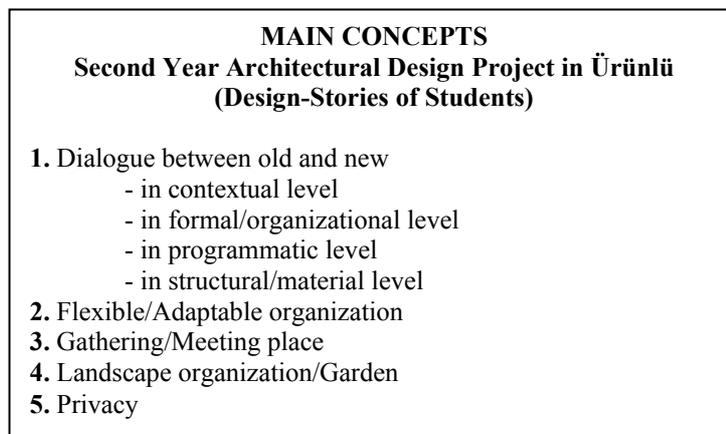 MAIN CONCEPTS
Second Year Architectural Design Project in Ürünlü
(Design-Stories of Students)
1. Dialogue between old and new
- in contextual level
- in formal/organizational level
- in programmatic level
- in structural/material level
2. Flexible/Adaptable organization
3. Gathering/Meeting place
4. Landscape organization/Garden
5. Privacy